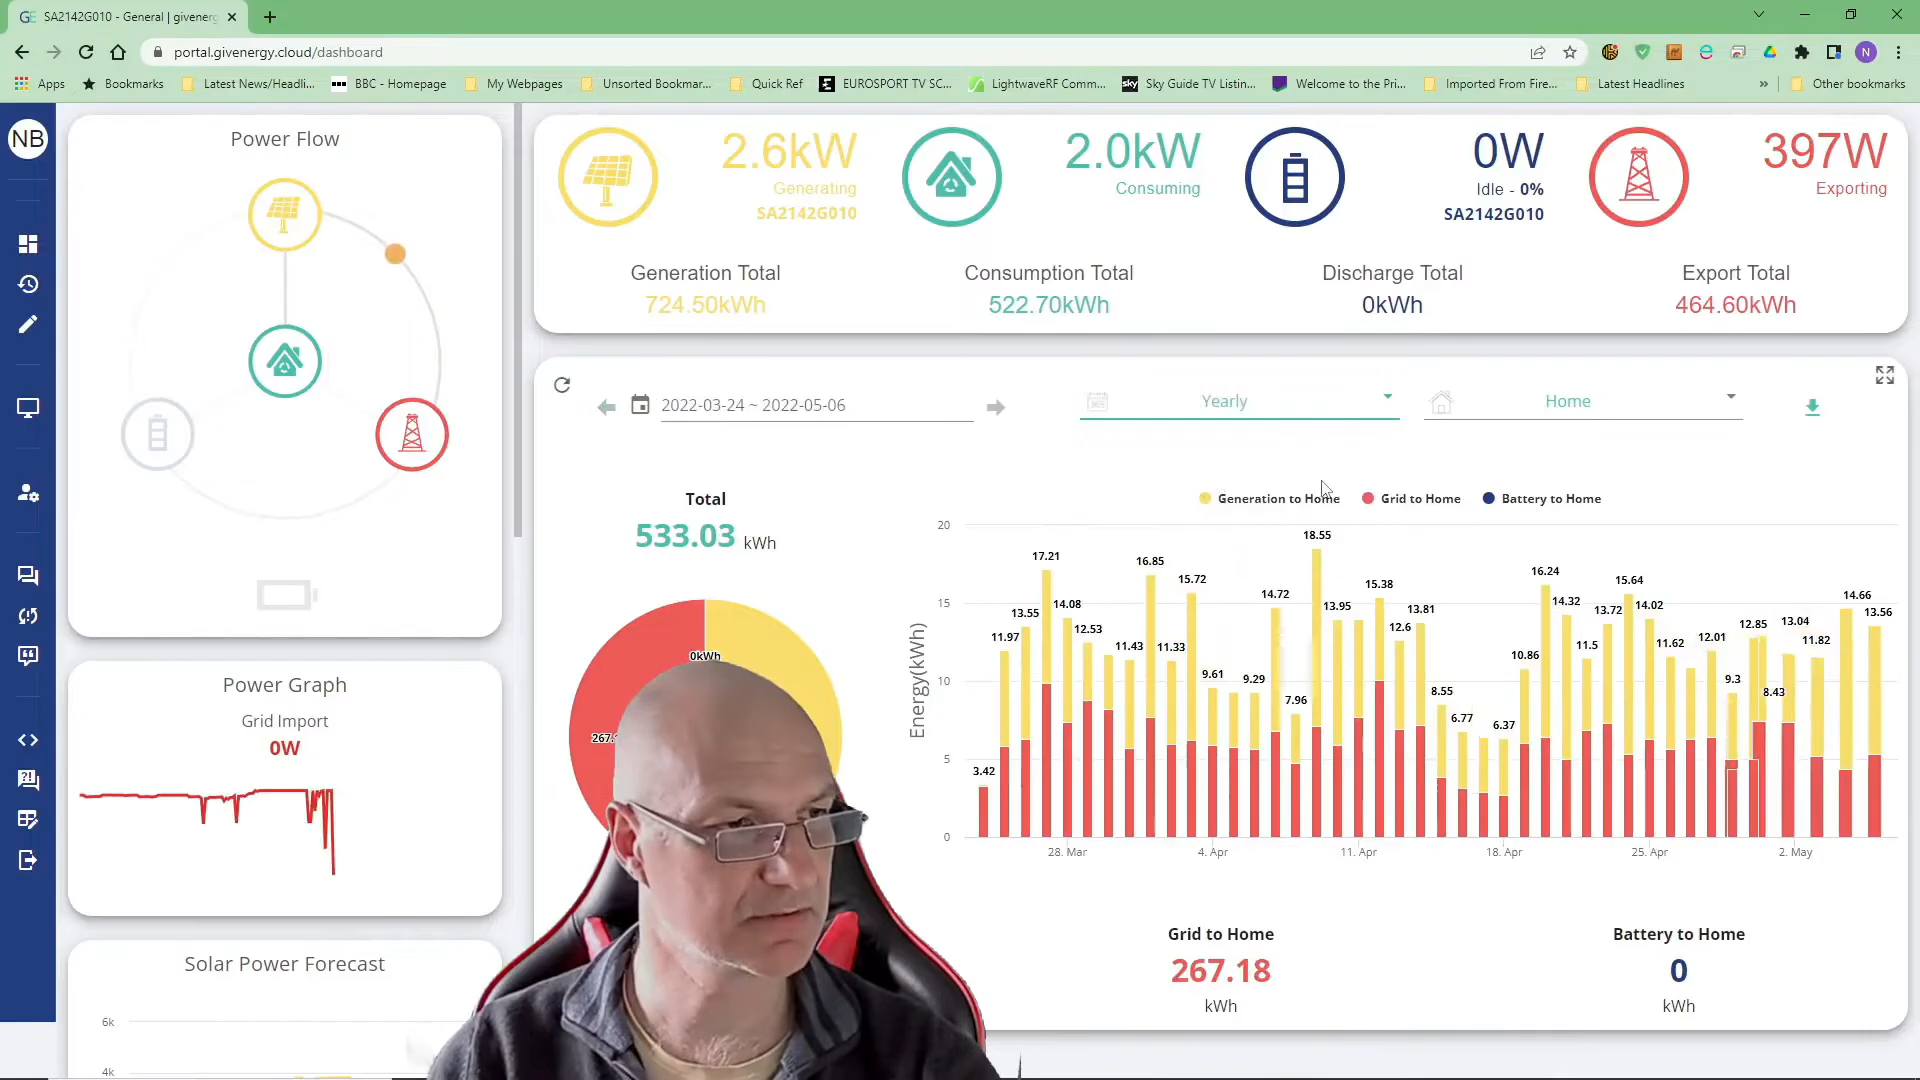 SA2142G010 - General | givenerg
portal.givenergy.cloud/dashboard
N
Apps
Bookmarks
Latest News/Headli...
BBC - Homepage
My Webpages
Unsorted Bookmar...
Quick Ref
EUROSPORT TV SC...
LightwaveRF Comm...
sky
Sky Guide TV Listin...
Welcome to the Pri...
Imported From Fire...
Latest Headlines
»
Other bookmarks
NB
Power Flow
2.6kW
Generating
SA2142G010
2.0kW
Consuming
0W
Idle - 0%
SA2142G010
397W
Exporting
Generation Total
724.50kWh
Consumption Total
522.70kWh
Discharge Total
0kWh
Export Total
464.60kWh
2022-03-24 ~ 2022-05-06
Yearly
Home
Total
533.03 kWh
0kWh
Generation to Home
Grid to Home
Battery to Home
Energy(kWh)
20
15
10
5
0
3.42
11.97
13.55
17.21
14.08
12.53
11.43
16.85
11.33
15.72
9.61
9.29
14.72
7.96
18.55
13.95
15.38
12.6
13.81
8.55
6.77
6.37
10.86
16.24
14.32
11.5
13.72
15.64
14.02
11.62
12.01
9.3
12.85
8.43
13.04
11.82
14.66
13.56
28. Mar
4. Apr
11. Apr
18. Apr
25. Apr
2. May
Power Graph
Grid Import
0W
Grid to Home
267.18
kWh
Battery to Home
0
kWh
Solar Power Forecast
6k
4k